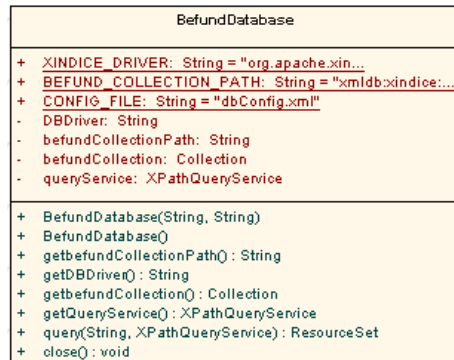 BefundDatabase
+ XINDICE_DRIVER: String = "org.apache.xin...
+ BEFUND_COLLECTION_PATH: String = "xmldb:xindice:...
+ CONFIG_FILE: String = "dbConfig.xml"
- DBDriver: String
- befundCollectionPath: String
- befundCollection: Collection
- queryService: XPathQueryService
+ BefundDatabase(String, String)
+ BefundDatabase()
+ getbefundCollectionPath() : String
+ getDBDriver() : String
+ getbefundCollection() : Collection
+ getQueryService() : XPathQueryService
+ query(String, XPathQueryService) : ResourceSet
+ close() : void